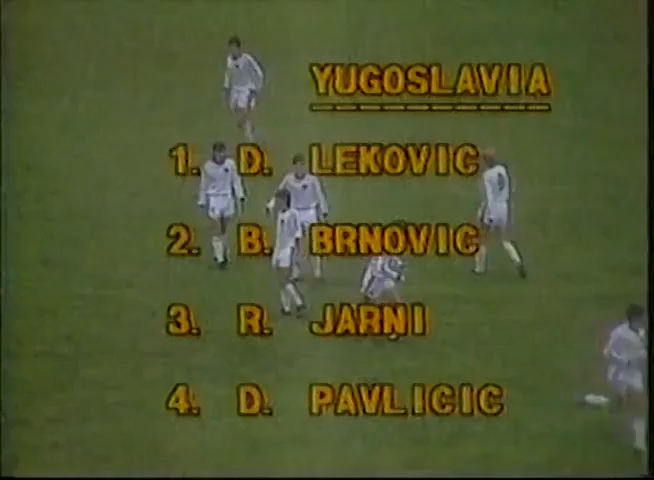 YUGOSLAVIA
1. D. LEKOVIC
2. B. BRNOVIC
3. R. JARNI
4. D. PAVLICIC